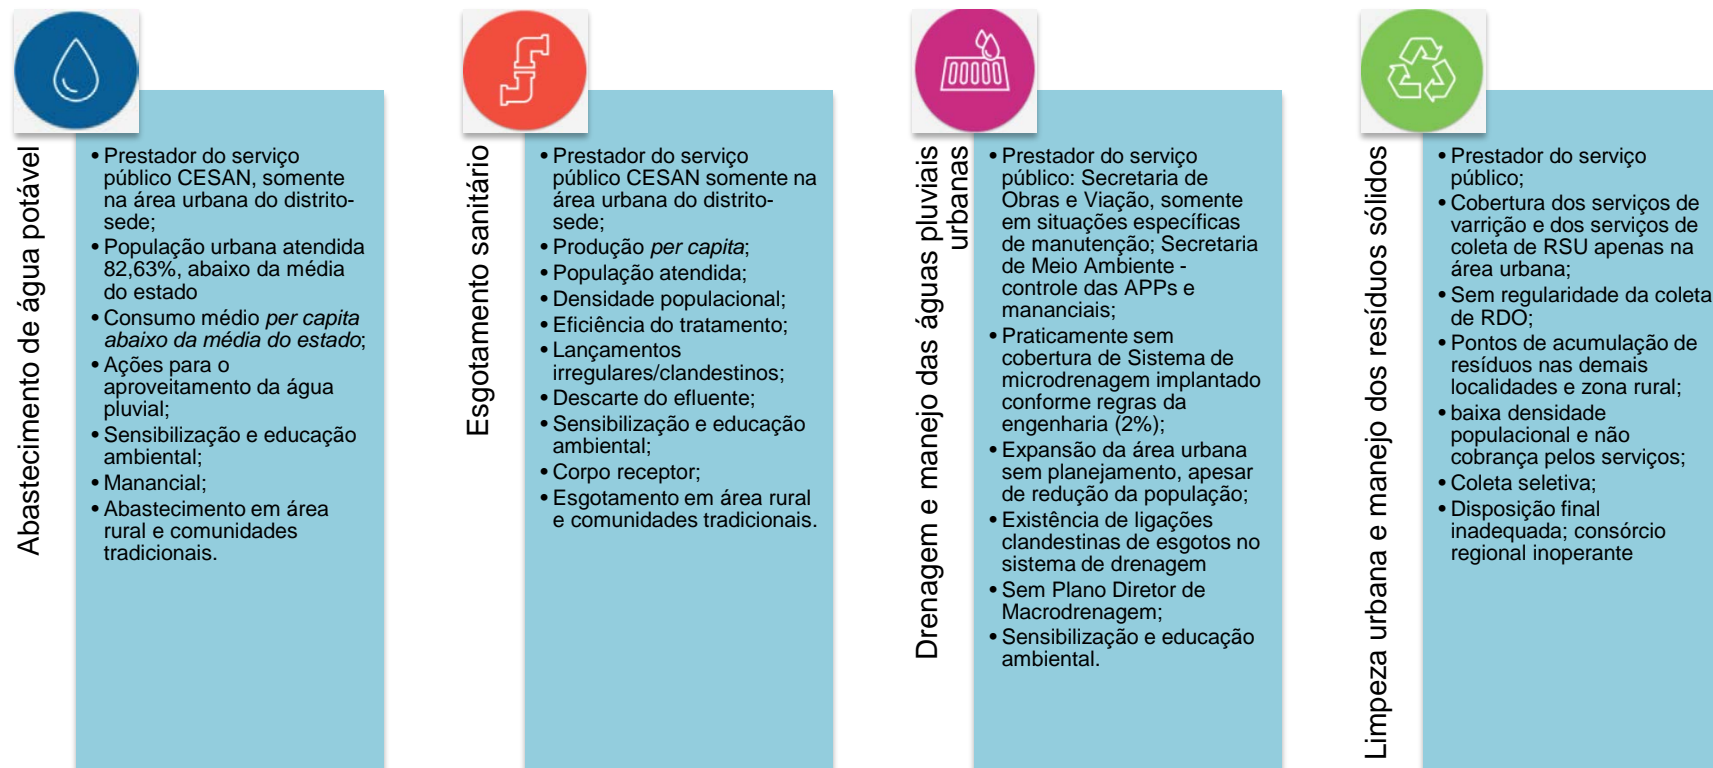 Abastecimento de água potável
• Prestador do serviço
público CESAN, somente
na área urbana do distrito-
sede;
• População urbana atendida
82,63%, abaixo da média
do estado
• Consumo médio per capita
abaixo da média do estado;
• Ações para o
aproveitamento da água
pluvial;
• Sensibilização e educação
ambiental;
• Manancial;
• Abastecimento em área
rural e comunidades
tradicionais.
Esgotamento sanitário
• Prestador do serviço
público CESAN somente na
área urbana do distrito-
sede;
• Produção per capita;
• População atendida;
• Densidade populacional;
• Eficiência do tratamento;
• Lançamentos
irregulares/clandestinos;
• Descarte do efluente;
• Sensibilização e educação
ambiental;
• Corpo receptor;
• Esgotamento em área rural
e comunidades tradicionais.
Drenagem e manejo das águas pluviais
urbanas
• Prestador do serviço
público: Secretaria de
Obras e Viação, somente
em situações específicas
de manutenção; Secretaria
de Meio Ambiente -
controle das APPs e
mananciais;
• Praticamente sem
cobertura de Sistema de
microdrenagem implantado
conforme regras da
engenharia (2%);
• Expansão da área urbana
sem planejamento, apesar
de redução da população;
• Existência de ligações
clandestinas de esgotos no
sistema de drenagem
• Sem Plano Diretor de
Macrodrenagem;
• Sensibilização e educação
ambiental.
Limpeza urbana e manejo dos resíduos sólidos
• Prestador do serviço
público;
• Cobertura dos serviços de
varrição e dos serviços de
coleta de RSU apenas na
área urbana;
• Sem regularidade da coleta
de RDO;
• Pontos de acumulação de
resíduos nas demais
localidades e zona rural;
• baixa densidade
populacional e não
cobrança pelos serviços;
• Coleta seletiva;
• Disposição final
inadequada; consórcio
regional inoperante